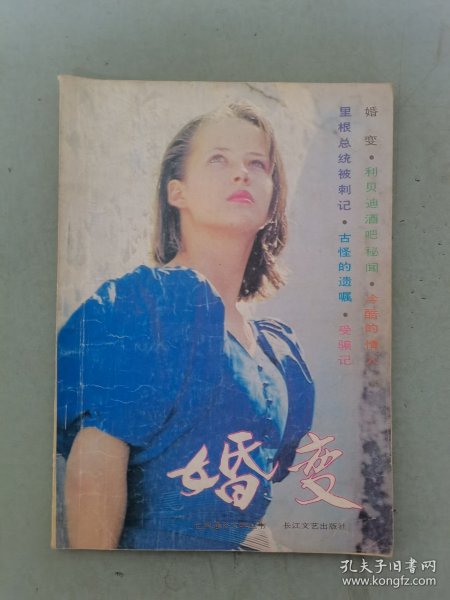 婚变·利贝迪酒吧秘闻·冷酷的情人
里根总统被刺记·古怪的遗嘱·受骗记
婚变
长江文艺出版社
孔夫子旧书网
www.kongfz.com